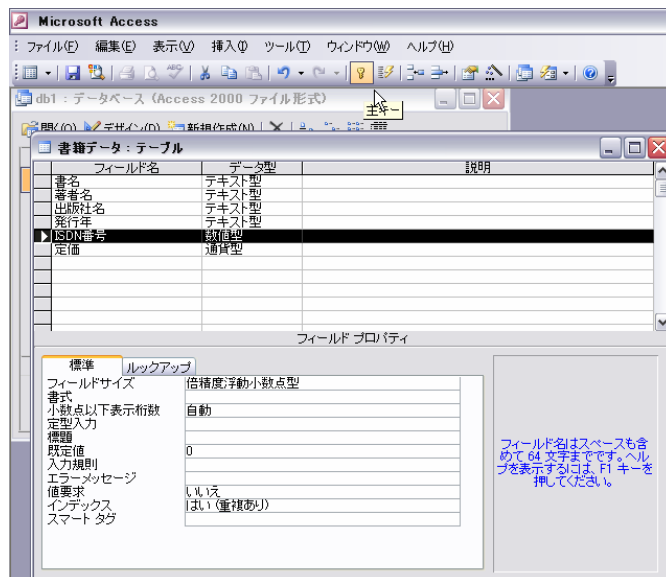 Microsoft Access
ファイル(F) 編集(E) 表示(V) 挿入(I) ツール(T) ウィンドウ(W) ヘルプ(H)
db1 : データベース (Access 2000 ファイル形式)
主キー
開く(O) デザイン(D) 新規作成(N)
書籍データ : テーブル
フィールド名 データ型 説明
書名 テキスト型
著者名 テキスト型
出版社名 テキスト型
発行年 テキスト型
ISDN番号 数値型
定価 通貨型
フィールド プロパティ
標準 ルックアップ
フィールドサイズ 倍精度浮動小数点型
書式
小数点以下表示桁数 自動
定型入力
標題
既定値 0
入力規則
エラーメッセージ
値要求 いいえ
インデックス はい (重複あり)
スマート タグ
フィールド名はスペースも含
めて 64 文字までです。ヘル
プを表示するには、F1 キーを
押してください。